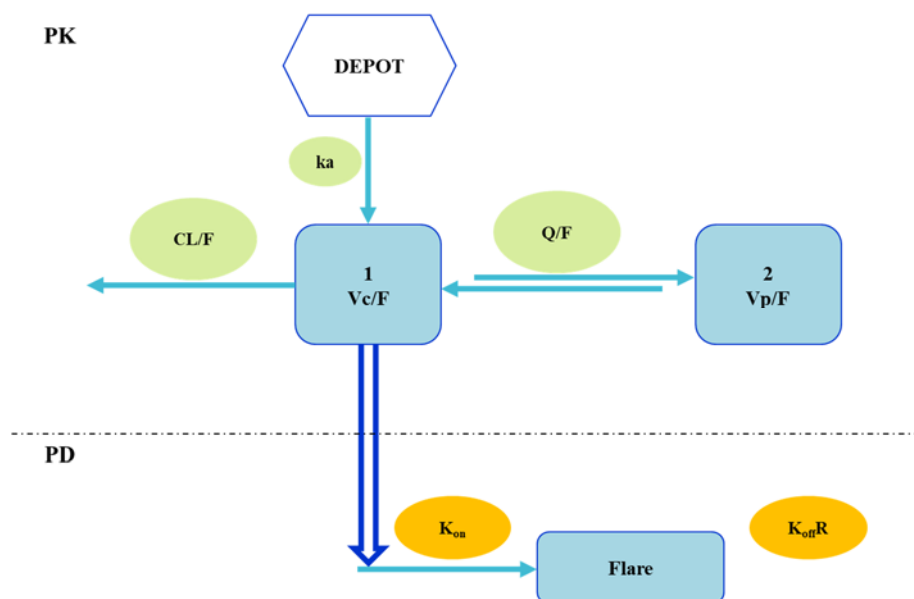 PK
DEPOT
ka
CL/F
Q/F
1
Vc/F
2
Vp/F
PD
Kon
KoffR
Flare